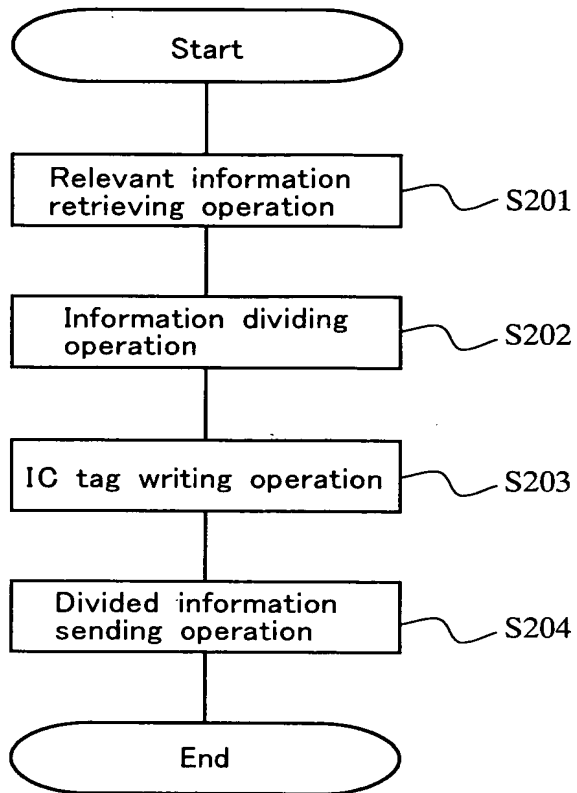 Start
Relevant information
retrieving operation
S201
Information dividing
operation
S202
IC tag writing operation
S203
Divided information
sending operation
S204
End